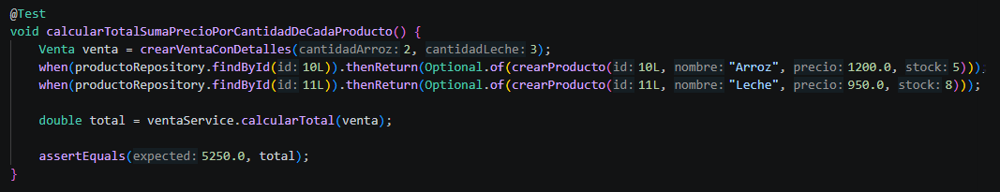 @Test
void calcularTotalSumaPrecioPorCantidadDeCadaProducto() {
    Venta venta = crearVentaConDetalles(cantidadArroz: 2, cantidadLeche: 3);
    when(productoRepository.findById(id: 10L)).thenReturn(Optional.of(crearProducto(id: 10L, nombre: "Arroz", precio: 1200.0, stock: 5)));
    when(productoRepository.findById(id: 11L)).thenReturn(Optional.of(crearProducto(id: 11L, nombre: "Leche", precio: 950.0, stock: 8)));

    double total = ventaService.calcularTotal(venta);

    assertEquals(expected: 5250.0, total);
}